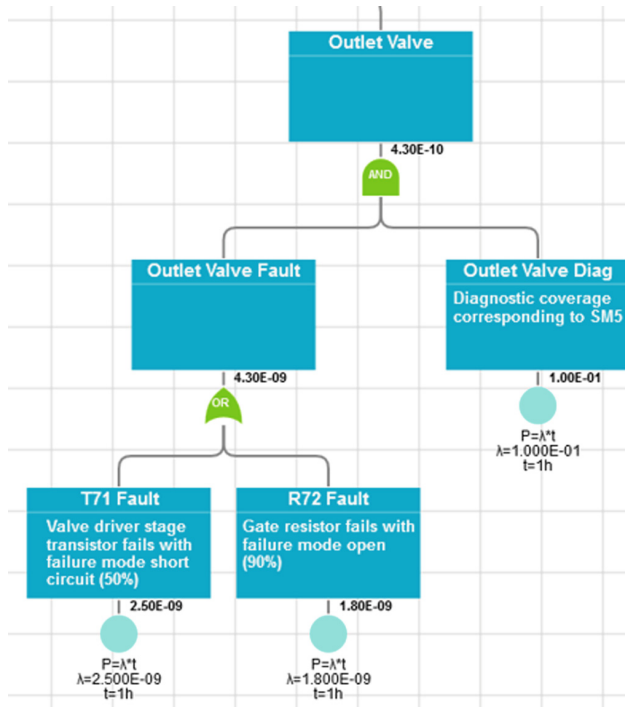 Outlet Valve
4.30E-10
AND
Outlet Valve Fault
4.30E-09
OR
Outlet Valve Diag
Diagnostic coverage
corresponding to SM5
1.00E-01
P=λ*t
λ=1.000E-01
t=1h
T71 Fault
Valve driver stage
transistor fails with
failure mode short
circuit (50%)
2.50E-09
P=λ*t
λ=2.500E-09
t=1h
R72 Fault
Gate resistor fails with
failure mode open
(90%)
1.80E-09
P=λ*t
λ=1.800E-09
t=1h